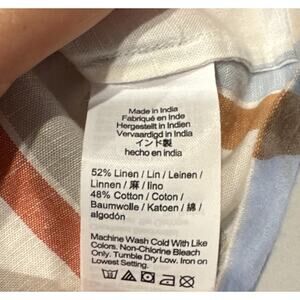 Made in India
Fabriqué en Inde
Hergestellt in Indien
Vervaardigd in India
インド製
hecho en india
52% Linen / Lin / Leinen /
Linnen / 麻 / lino
48% Cotton / Coton /
Baumwolle / Katoen / 綿 /
algodón
Machine Wash Cold With Like
Colors. Non-Chlorine Bleach
Only. Tumble Dry Low. Iron on
Lowest Setting.